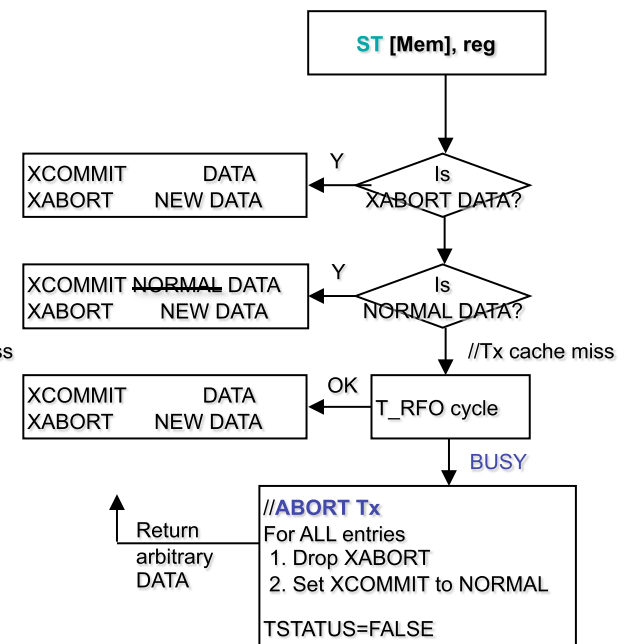 ST [Mem], reg
Y
Is
XABORT DATA?
XCOMMIT DATA
XABORT NEW DATA
Y
Is
NORMAL DATA?
XCOMMIT NORMAL DATA
XABORT NEW DATA
ss
//Tx cache miss
OK
T_RFO cycle
XCOMMIT DATA
XABORT NEW DATA
BUSY
//ABORT Tx
For ALL entries
1. Drop XABORT
2. Set XCOMMIT to NORMAL
TSTATUS=FALSE
Return
arbitrary
DATA